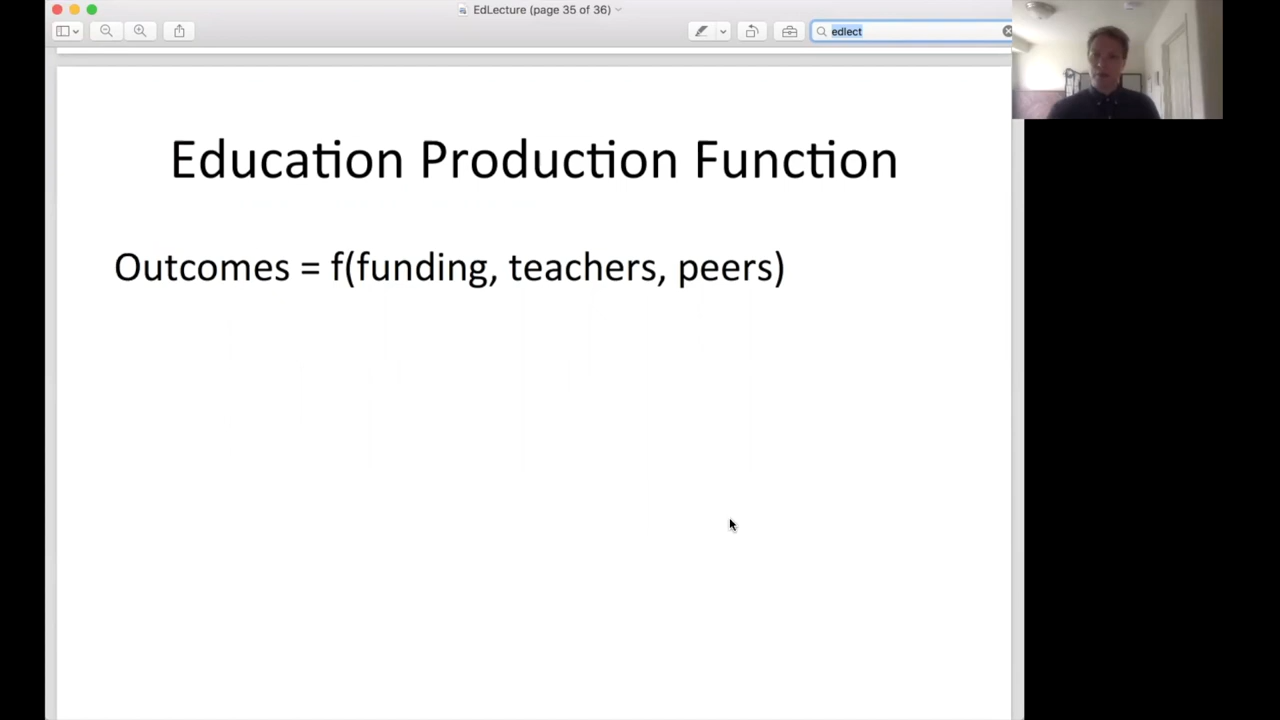 EdLecture (page 35 of 36)
edlect
Education Production Function
Outcomes = f(funding, teachers, peers)